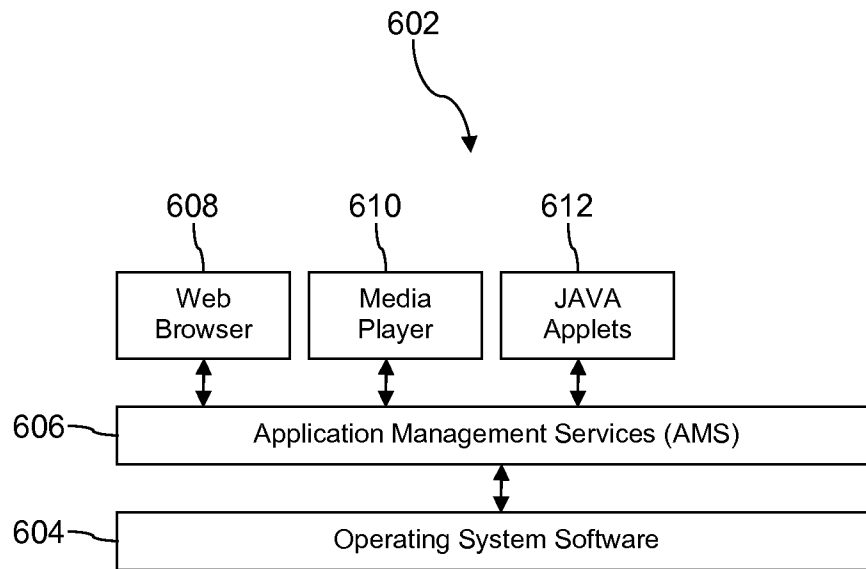 602
608
610
612
Web
Browser
Media
Player
JAVA
Applets
606
Application Management Services (AMS)
604
Operating System Software